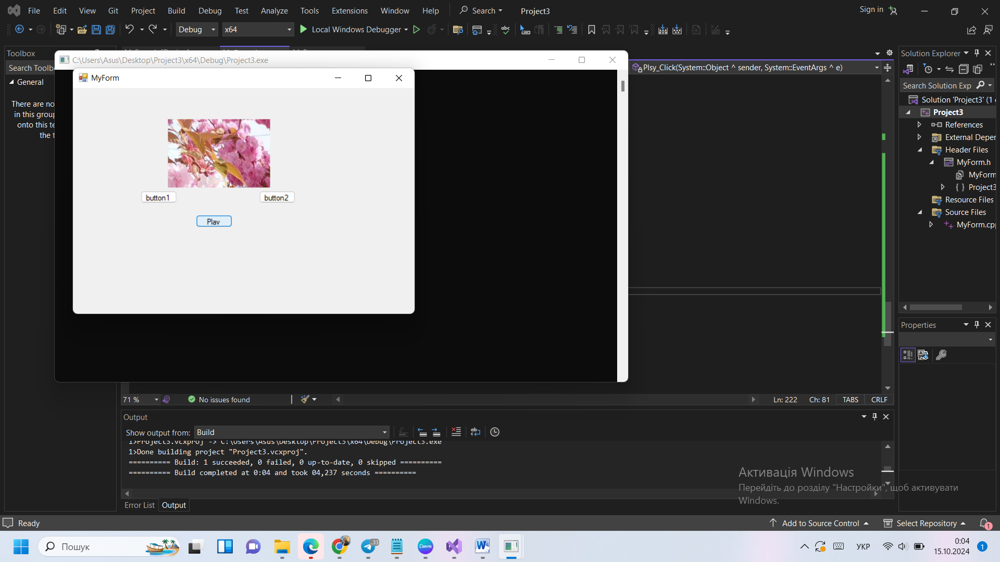 File Edit View Git Project Build Debug Test Analyze Tools Extensions Window Help Search Project3 Sign in
Debug x64 Local Windows Debugger
Toolbox
Search Toolb
General
There are no
in this group
onto this te
the t
C:\Users\Asus\Desktop\Project3\x64\Debug\Project3.exe
MyForm
button1 button2
Play
Plsy_Click(System::Object ^ sender, System::EventArgs ^ e)
Solution Explorer
Search Solution Exp
Solution 'Project3' (1
Project3
References
External Deper
Header Files
MyForm.h
MyForm
Project3
Resource Files
Source Files
MyForm.cp
Properties
71 % No issues found Ln: 222 Ch: 81 TABS CRLF
Output
Show output from: Build
1>Project3.vcxproj -> C:\Users\Asus\Desktop\Project3\x64\Debug\Project3.exe
1>Done building project "Project3.vcxproj".
========== Build: 1 succeeded, 0 failed, 0 up-to-date, 0 skipped ==========
========== Build completed at 0:04 and took 04,237 seconds ==========
Error List Output
Активація Windows
Перейдіть до розділу "Настройки", щоб активувати
Windows.
Ready Add to Source Control Select Repository 1
Пошук .33 Canva УКР 0:04
15.10.2024 1